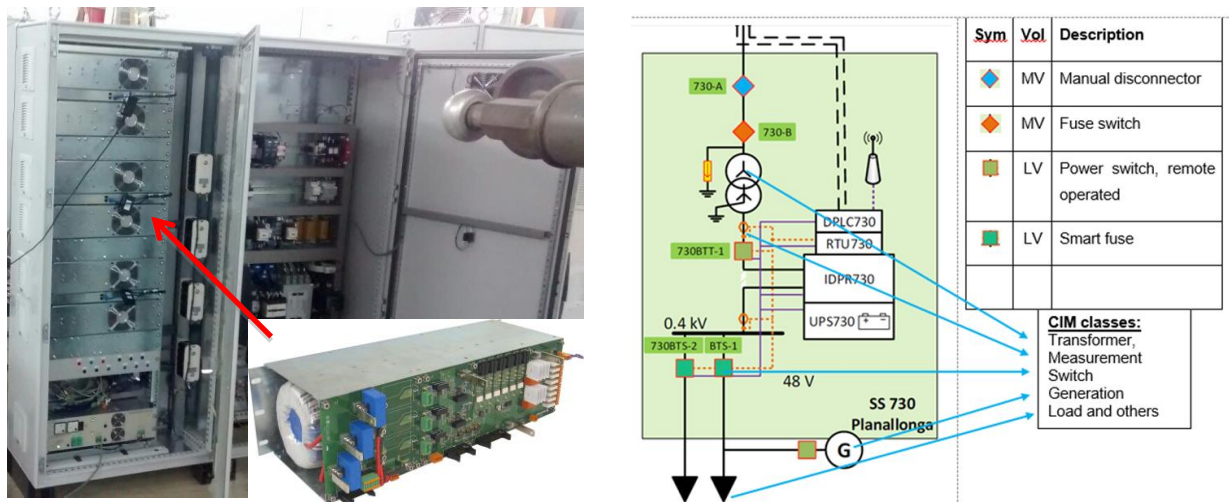 730-A
730-B
DPLC730
RTU730
730BTT-1
IDPR730
UPS730
0.4 kV
730BTS-2
BTS-1
48 V
SS 730
Planallonga
G
Sym Vol Description
MV Manual disconnector
MV Fuse switch
LV Power switch, remote
operated
LV Smart fuse
CIM classes:
Transformer,
Measurement
Switch
Generation
Load and others